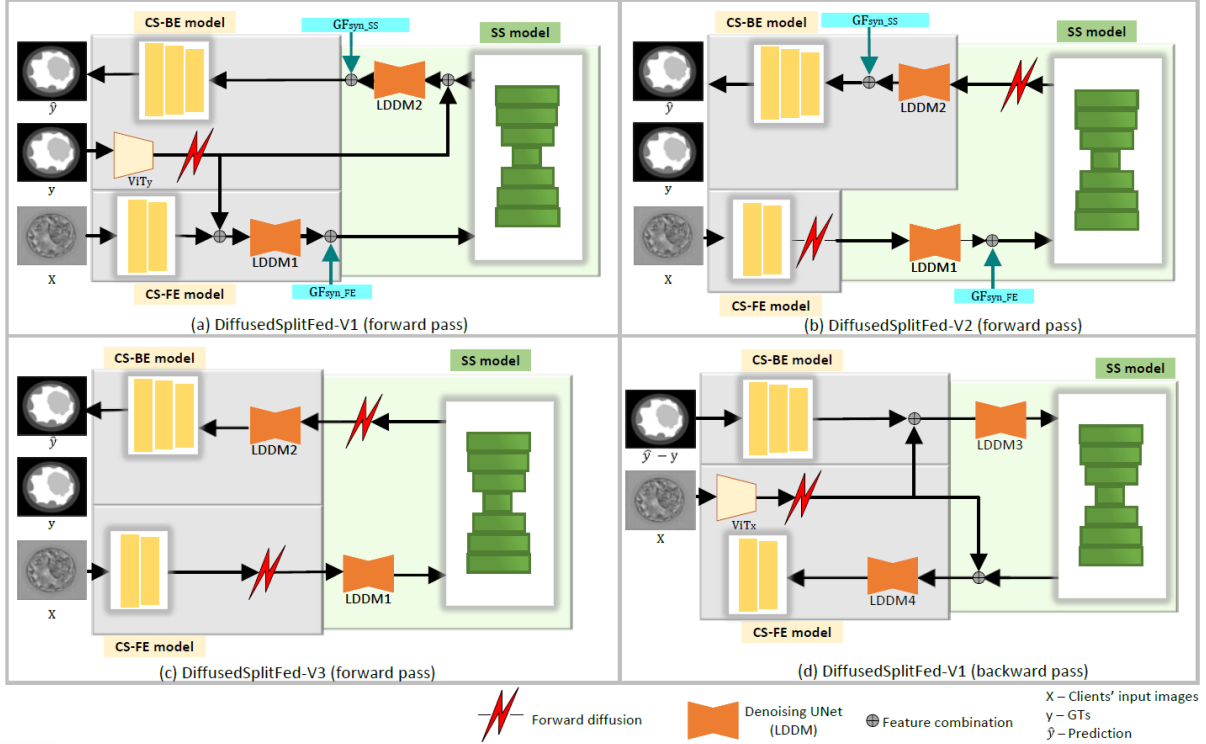 CS-BE model
GFsyn_SS
SS model
LDDM2
ŷ
y
ViTy
X
LDDM1
CS-FE model
GFsyn_FE
(a) DiffusedSplitFed-V1 (forward pass)
CS-BE model
GFsyn_SS
SS model
LDDM2
ŷ
y
X
LDDM1
CS-FE model
GFsyn_FE
(b) DiffusedSplitFed-V2 (forward pass)
CS-BE model
SS model
LDDM2
ŷ
y
X
LDDM1
CS-FE model
(c) DiffusedSplitFed-V3 (forward pass)
CS-BE model
SS model
LDDM3
ŷ – y
ViTx
X
LDDM4
CS-FE model
(d) DiffusedSplitFed-V1 (backward pass)
Forward diffusion
Denoising UNet
(LDDM)
Feature combination
X – Clients' input images
y – GTs
ŷ – Prediction